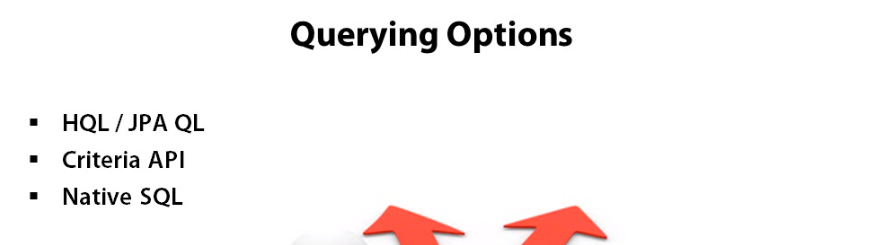 Querying Options
▪ HQL / JPA QL
▪ Criteria API
▪ Native SQL